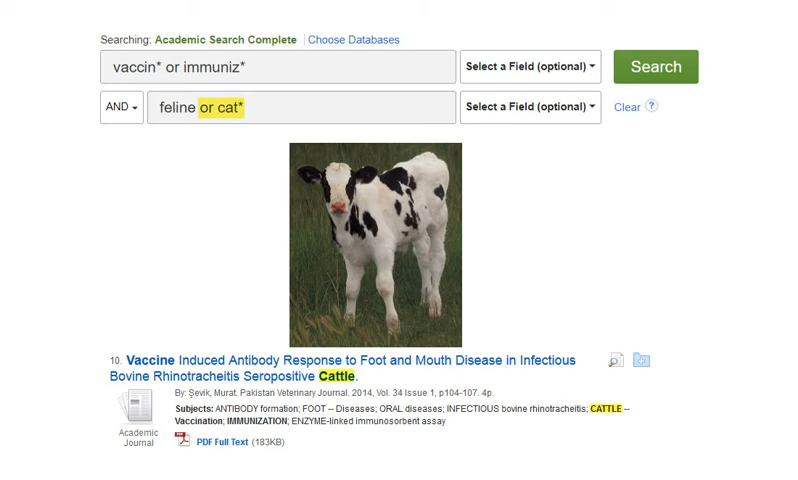 Searching: Academic Search Complete | Choose Databases
vaccin* or immuniz* Select a Field (optional) Search
AND feline or cat* Select a Field (optional) Clear ?
10. Vaccine Induced Antibody Response to Foot and Mouth Disease in Infectious
Bovine Rhinotracheitis Seropositive Cattle.
By: Şevik, Murat. Pakistan Veterinary Journal. 2014, Vol. 34 Issue 1, p104-107. 4p.
Subjects: ANTIBODY formation; FOOT -- Diseases; ORAL diseases; INFECTIOUS bovine rhinotracheitis; CATTLE --
Vaccination; IMMUNIZATION; ENZYME-linked immunosorbent assay
Academic
Journal
PDF Full Text (183KB)